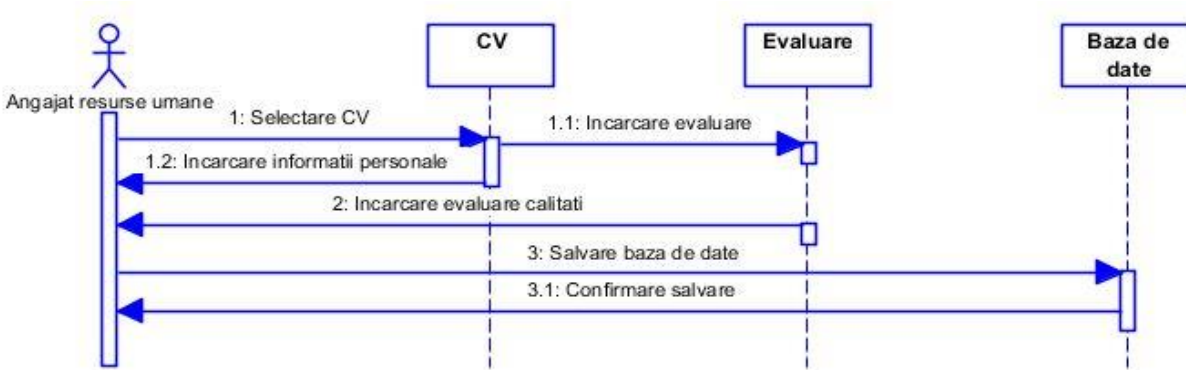 CV
Evaluare
Baza de
date
Angajat resurse umane
1: Selectare CV
1.1: Incarcare evaluare
1.2: Incarcare informatii personale
2: Incarcare evaluare calitati
3: Salvare baza de date
3.1: Confirmare salvare